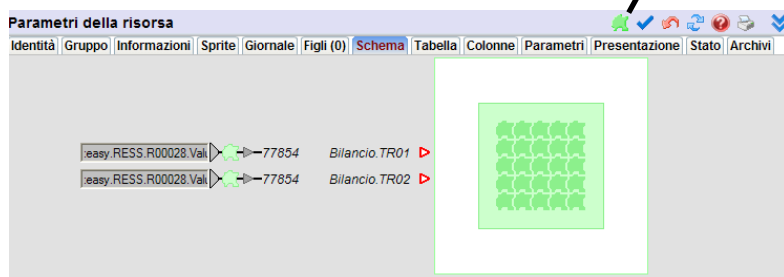 Parametri della risorsa
Identità Gruppo Informazioni Sprite Giornale Figli (0) Schema Tabella Colonne Parametri Presentazione Stato Archivi
:easy.RESS.R00028.Valu 77854 Bilancio.TR01
:easy.RESS.R00028.Valu 77854 Bilancio.TR02